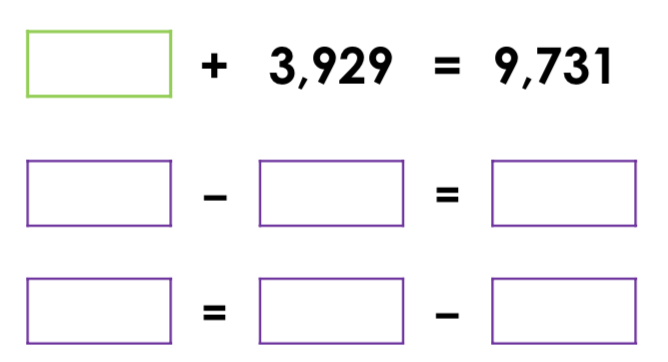 + 3,929 = 9,731
– =
= –